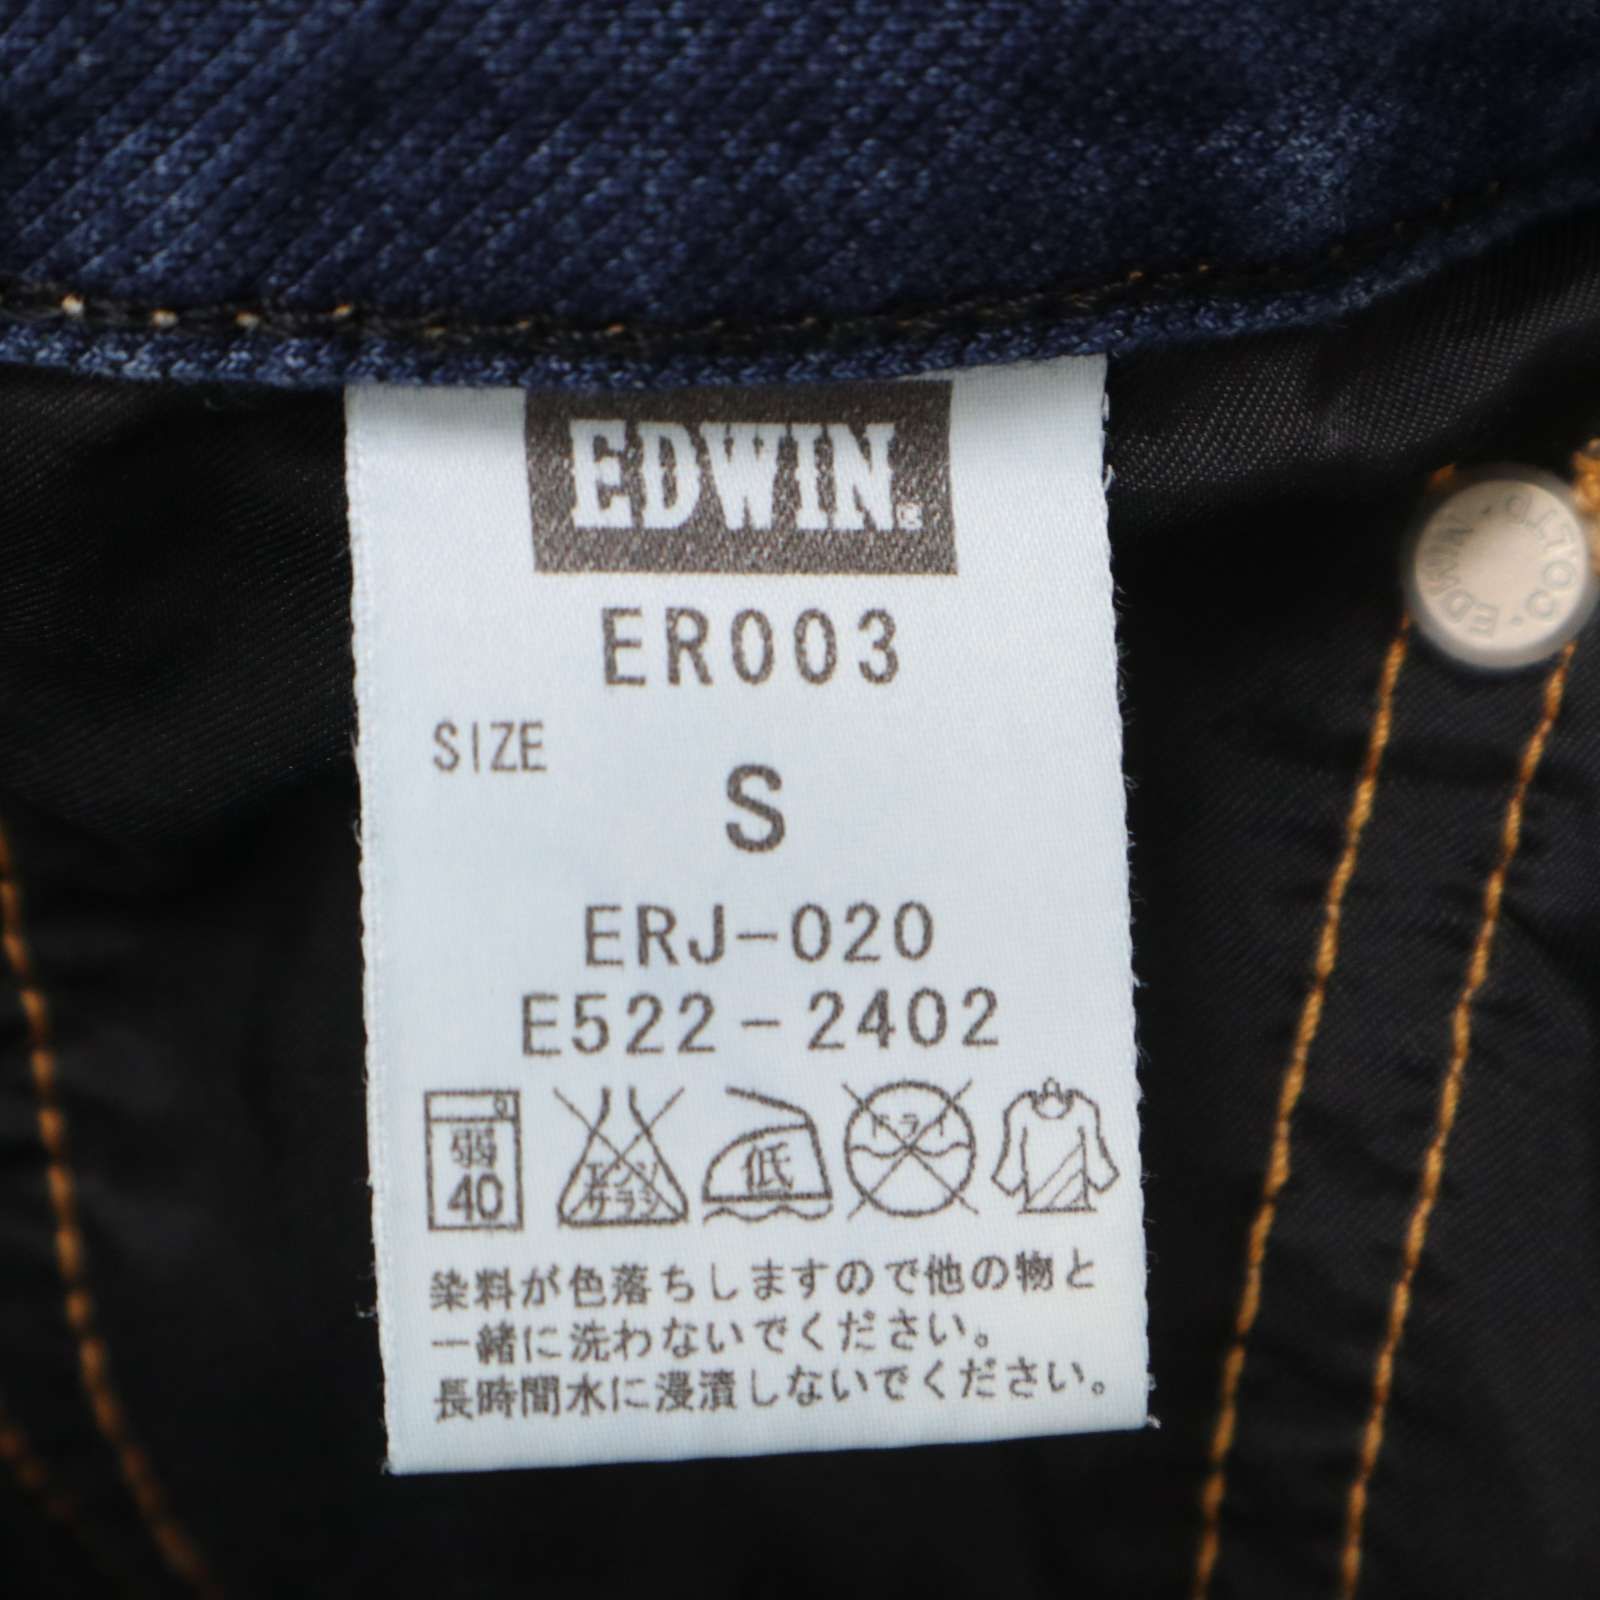 EDWIN®
ER003
SIZE
S
ERJ-020
E522-2402
弱
40
エンソ
サラシ
低
ドライ
染料が色落ちしますので他の物と
一緒に洗わないでください。
長時間水に浸漬しないでください。
EDWIN · CO.LTD ·